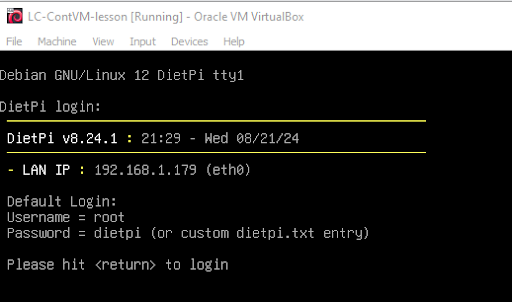 LC-ContVM-lesson [Running] - Oracle VM VirtualBox
File Machine View Input Devices Help
Debian GNU/Linux 12 DietPi tty1
DietPi login:
DietPi v8.24.1 : 21:29 - Wed 08/21/24
- LAN IP : 192.168.1.179 (eth0)
Default Login:
Username = root
Password = dietpi (or custom dietpi.txt entry)
Please hit <return> to login